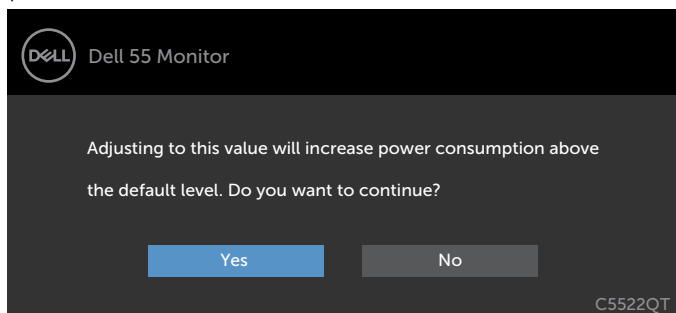 DELL Dell 55 Monitor
Adjusting to this value will increase power consumption above
the default level. Do you want to continue?
Yes No
C5522QT